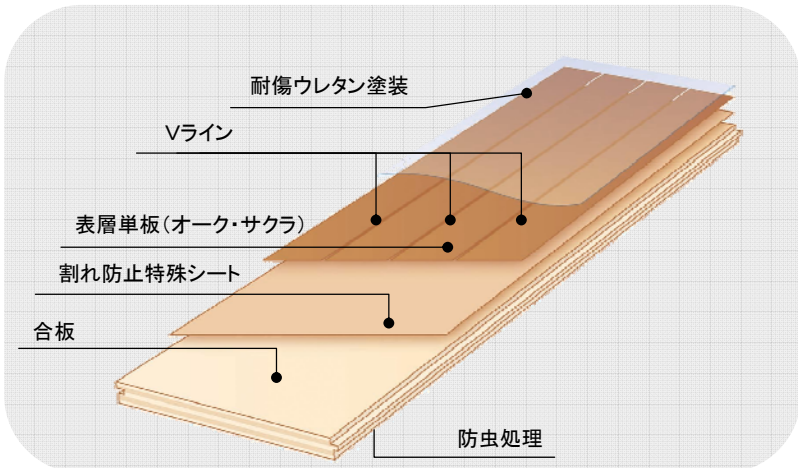 耐傷ウレタン塗装
Vライン
表層単板(オーク・サクラ)
割れ防止特殊シート
合板
防虫処理